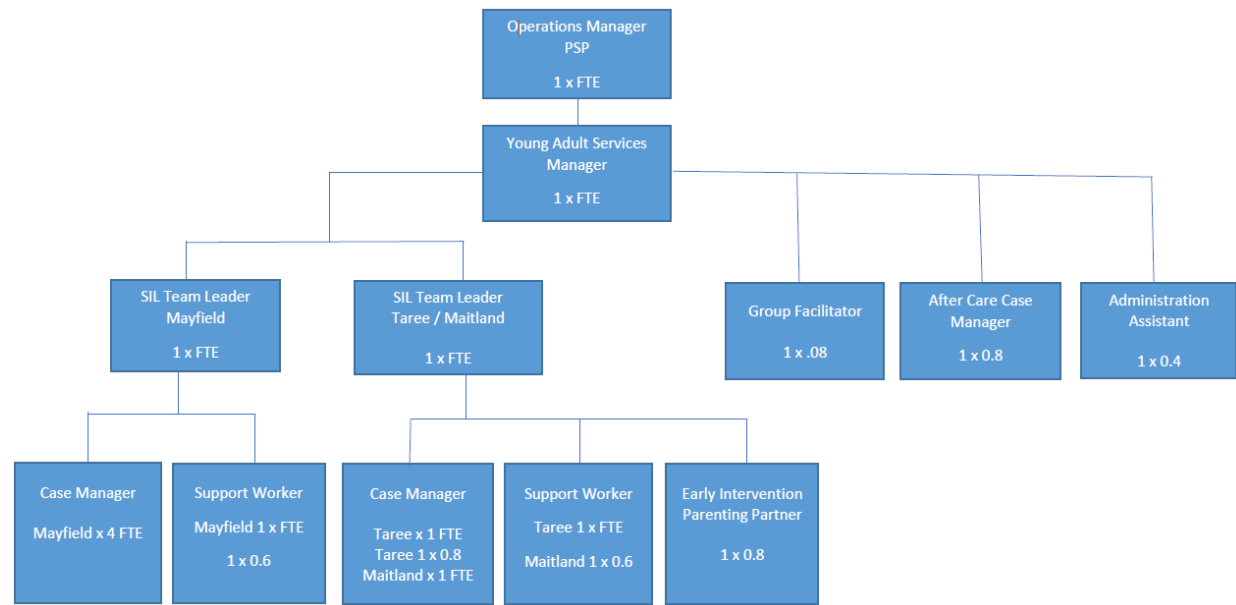 Operations Manager
PSP
1 x FTE
Young Adult Services
Manager
1 x FTE
SIL Team Leader
Mayfield
1 x FTE
SIL Team Leader
Taree / Maitland
1 x FTE
Group Facilitator
1 x .08
After Care Case
Manager
1 x 0.8
Administration
Assistant
1 x 0.4
Case Manager
Mayfield x 4 FTE
Support Worker
Mayfield 1 x FTE
1 x 0.6
Case Manager
Taree x 1 FTE
Taree 1 x 0.8
Maitland x 1 FTE
Support Worker
Taree 1 x FTE
Maitland 1 x 0.6
Early Intervention
Parenting Partner
1 x 0.8